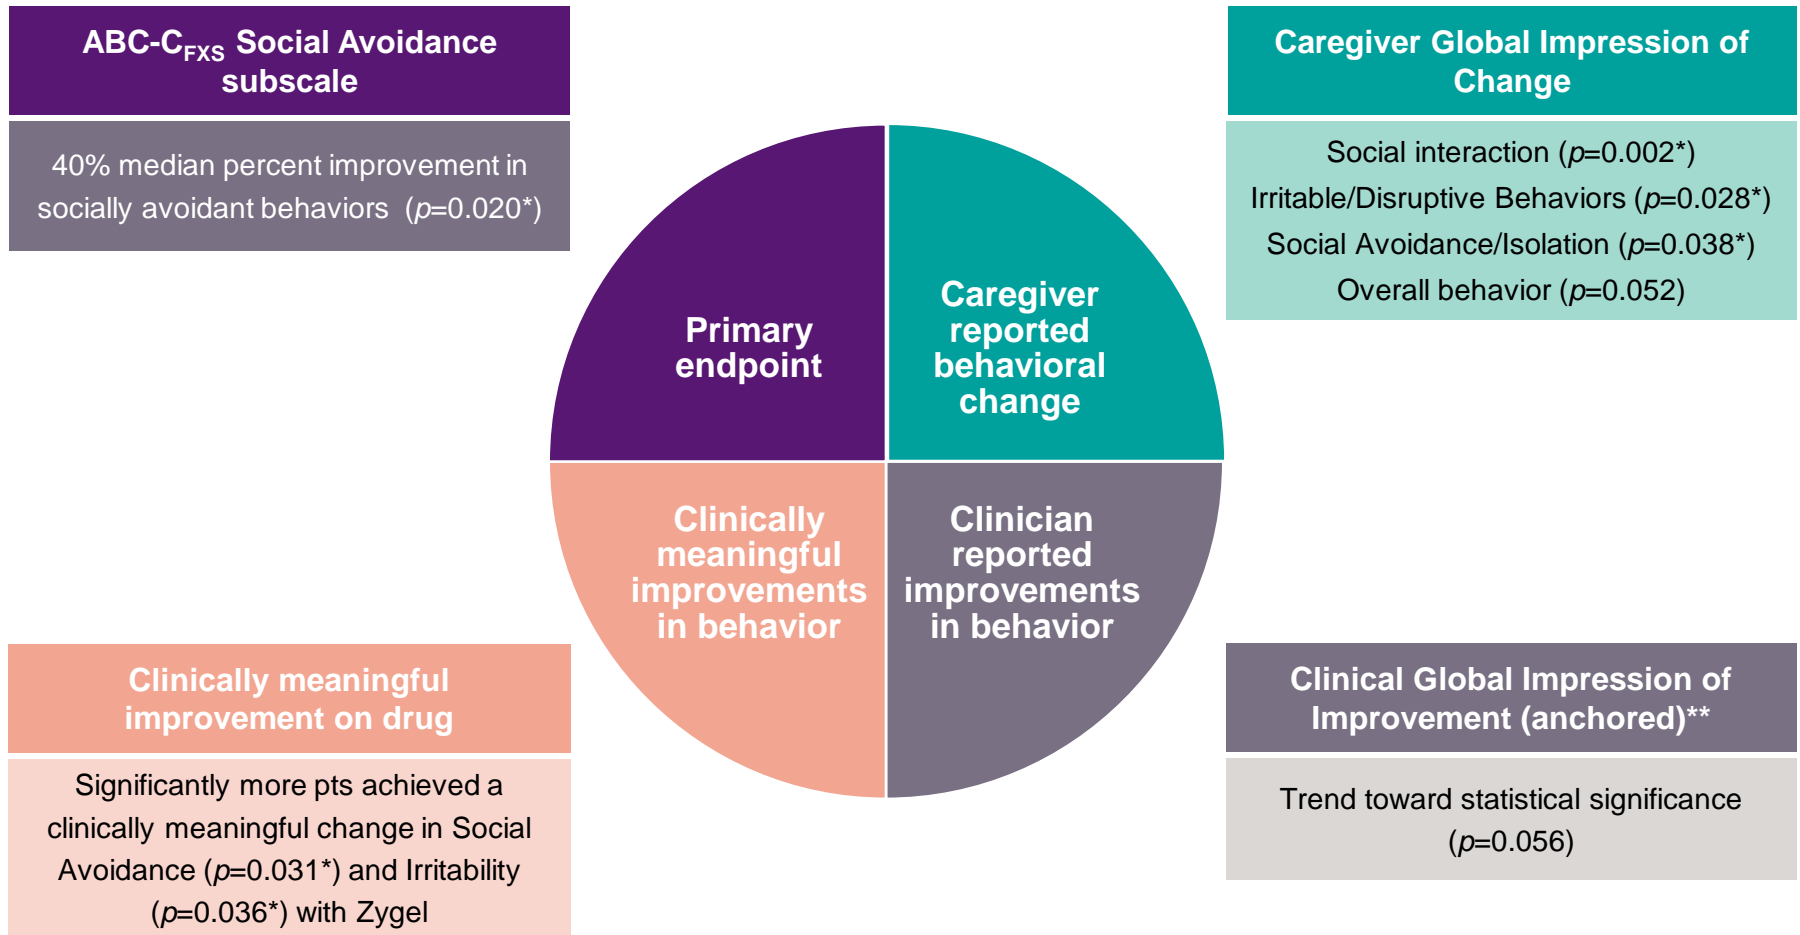 ABC-C_FXS Social Avoidance
subscale
40% median percent improvement in
socially avoidant behaviors (p=0.020*)
Caregiver Global Impression of
Change
Social interaction (p=0.002*)
Irritable/Disruptive Behaviors (p=0.028*)
Social Avoidance/Isolation (p=0.038*)
Overall behavior (p=0.052)
Primary
endpoint
Caregiver
reported
behavioral
change
Clinically
meaningful
improvements
in behavior
Clinician
reported
improvements
in behavior
Clinically meaningful
improvement on drug
Significantly more pts achieved a
clinically meaningful change in Social
Avoidance (p=0.031*) and Irritability
(p=0.036*) with Zygel
Clinical Global Impression of
Improvement (anchored)**
Trend toward statistical significance
(p=0.056)